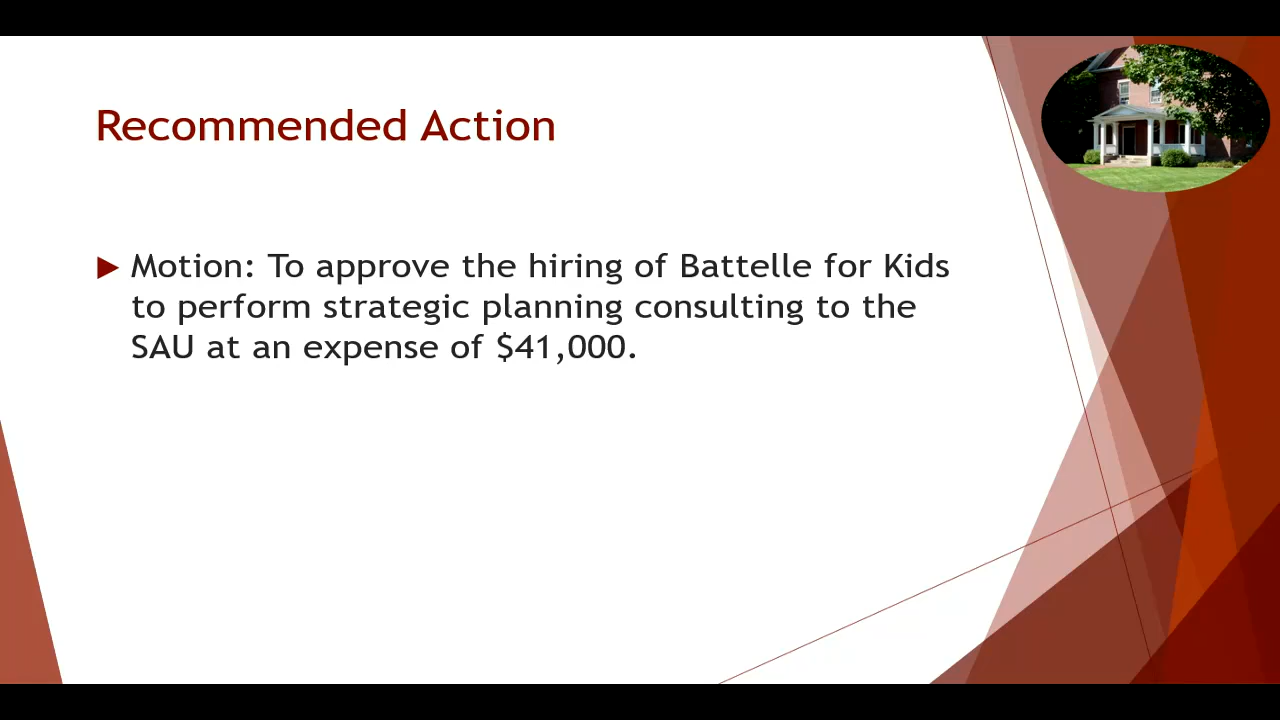 Recommended Action
Motion: To approve the hiring of Battelle for Kids
to perform strategic planning consulting to the
SAU at an expense of $41,000.